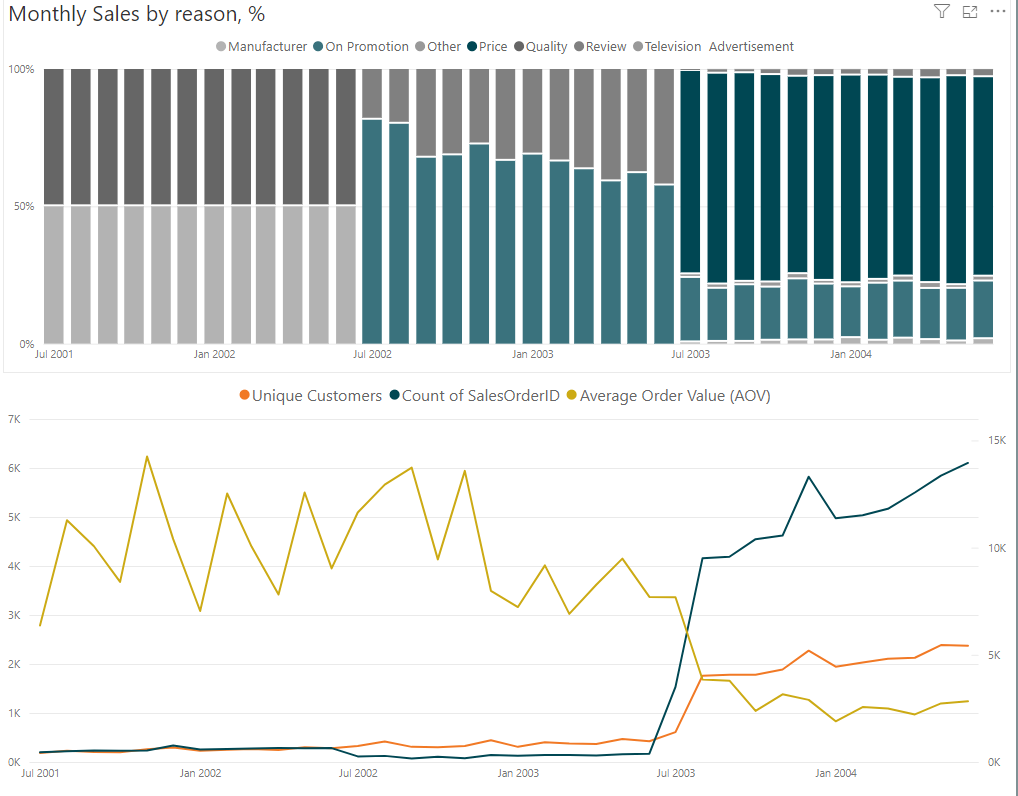 Monthly Sales by reason, %
Manufacturer On Promotion Other Price Quality Review Television Advertisement
100%
50%
0%
Jul 2001 Jan 2002 Jul 2002 Jan 2003 Jul 2003 Jan 2004
Unique Customers Count of SalesOrderID Average Order Value (AOV)
7K
15K
6K
5K
10K
4K
3K
5K
2K
1K
0K 0K
Jul 2001 Jan 2002 Jul 2002 Jan 2003 Jul 2003 Jan 2004